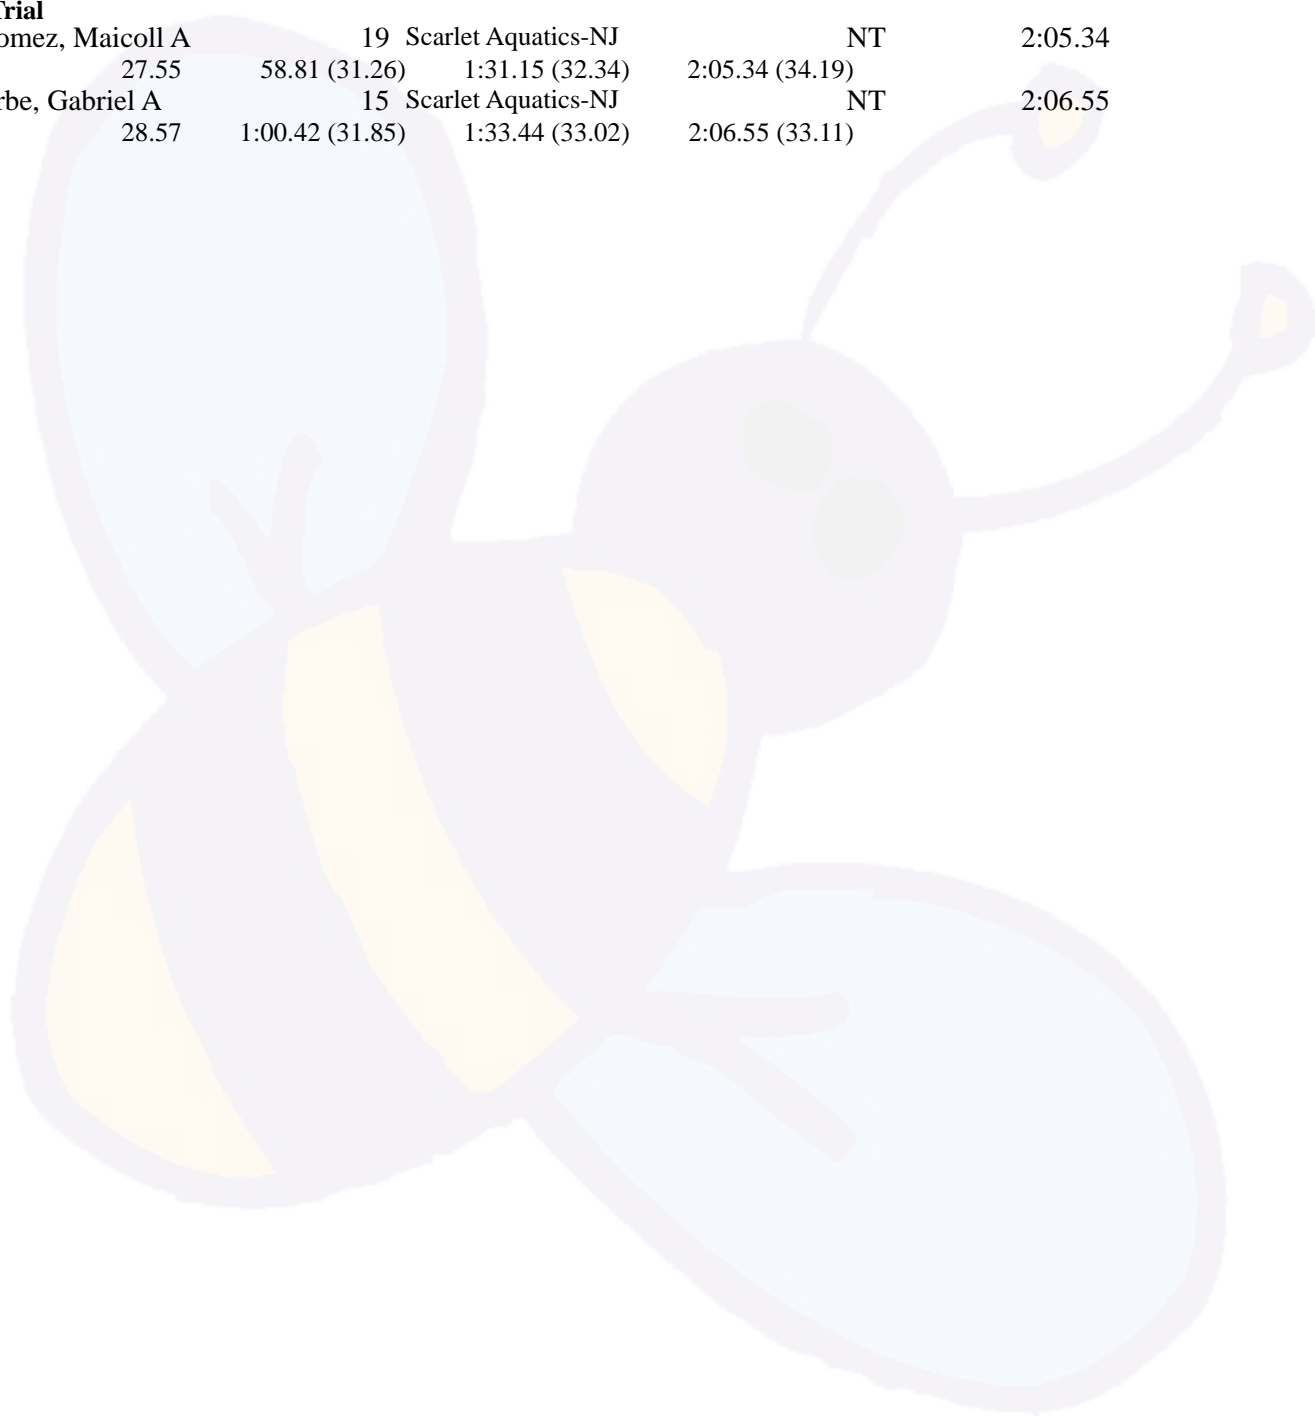 Trial
omez, Maicoll A 19 Scarlet Aquatics-NJ NT 2:05.34
27.55 58.81 (31.26) 1:31.15 (32.34) 2:05.34 (34.19)
rbe, Gabriel A 15 Scarlet Aquatics-NJ NT 2:06.55
28.57 1:00.42 (31.85) 1:33.44 (33.02) 2:06.55 (33.11)